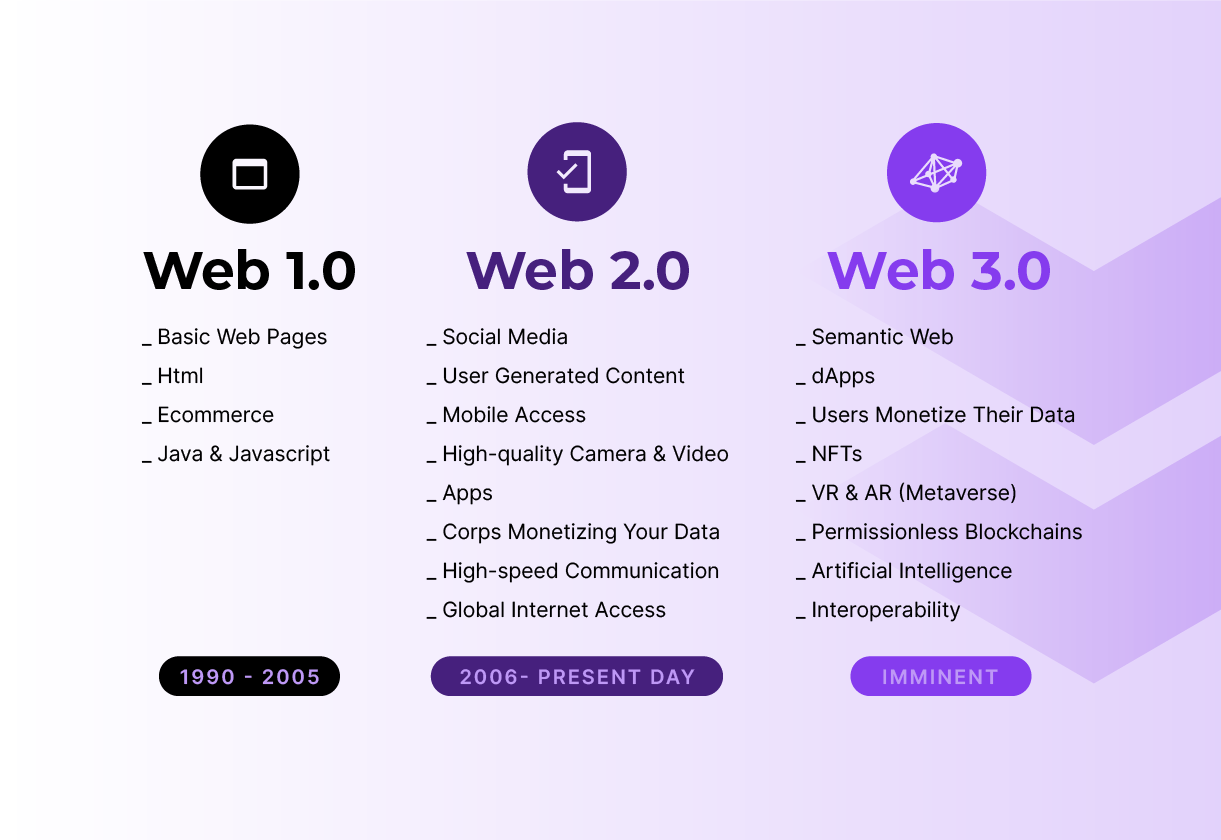 Web 1.0
_ Basic Web Pages
_ Html
_ Ecommerce
_ Java & Javascript
1990 - 2005
Web 2.0
_ Social Media
_ User Generated Content
_ Mobile Access
_ High-quality Camera & Video
_ Apps
_ Corps Monetizing Your Data
_ High-speed Communication
_ Global Internet Access
2006- PRESENT DAY
Web 3.0
_ Semantic Web
_ dApps
_ Users Monetize Their Data
_ NFTs
_ VR & AR (Metaverse)
_ Permissionless Blockchains
_ Artificial Intelligence
_ Interoperability
IMMINENT